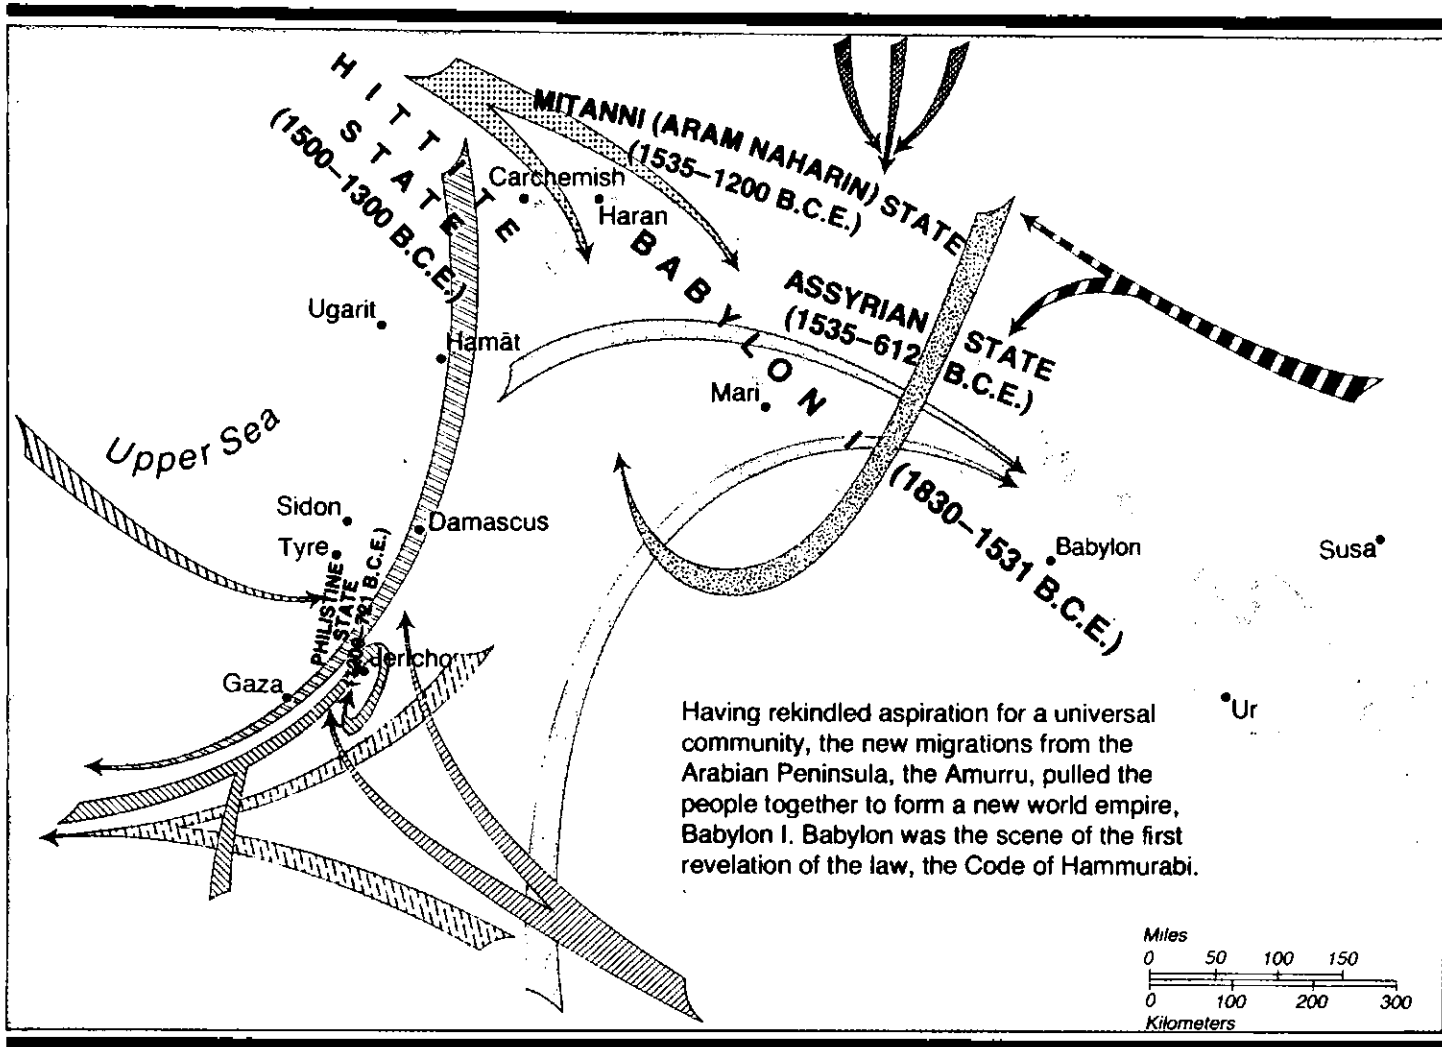 HITTITE
STATE
(1500–1300 B.C.E.)
MITANNI (ARAM NAHARIN) STATE
(1535–1200 B.C.E.)
Carchemish
Haran
BABYLON I
(1830–1531 B.C.E.)
ASSYRIAN STATE
(1535–612 B.C.E.)
Ugarit
Hamāt
Mari
Upper Sea
Sidon
Damascus
Tyre
Babylon
Susa
PHILISTINE
STATE
B.C.E.)
Jericho
Gaza
Ur
Having rekindled aspiration for a universal
community, the new migrations from the
Arabian Peninsula, the Amurru, pulled the
people together to form a new world empire,
Babylon I. Babylon was the scene of the first
revelation of the law, the Code of Hammurabi.
Miles
0 50 100 150
0 100 200 300
Kilometers